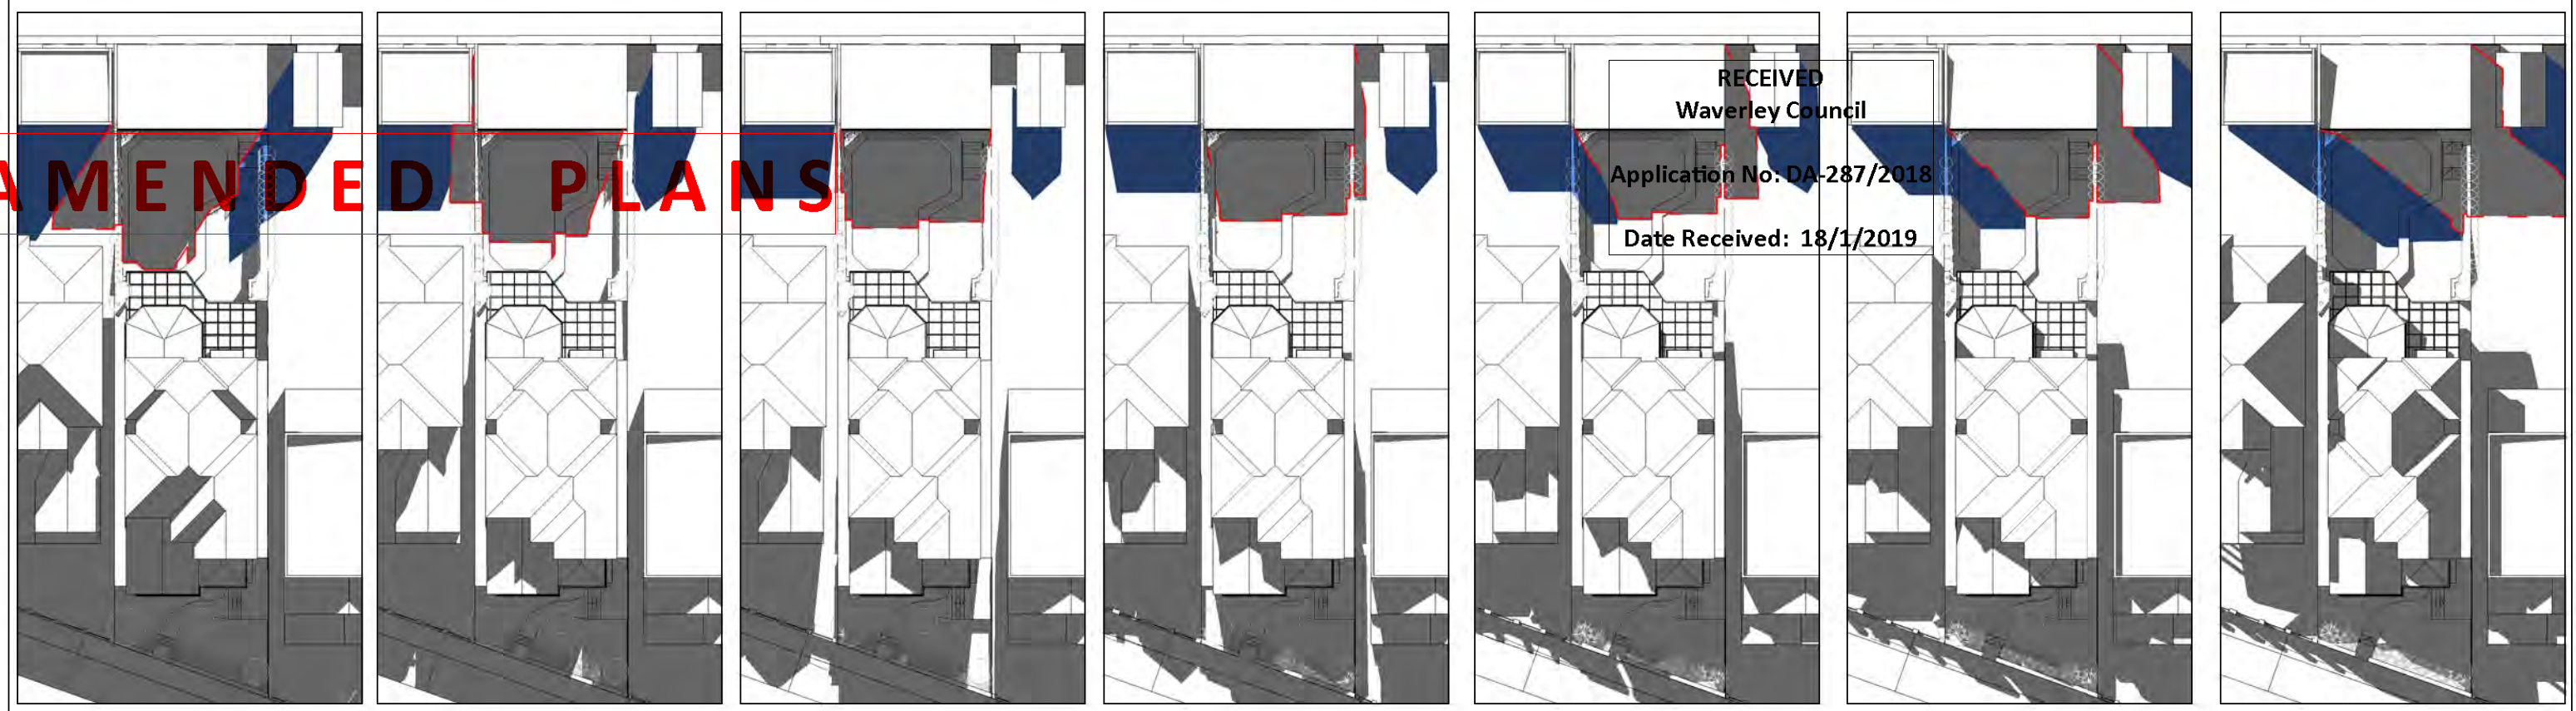 AMENDED PLANS
RECEIVED
Waverley Council
Application No: DA-287/2018
Date Received: 18/1/2019